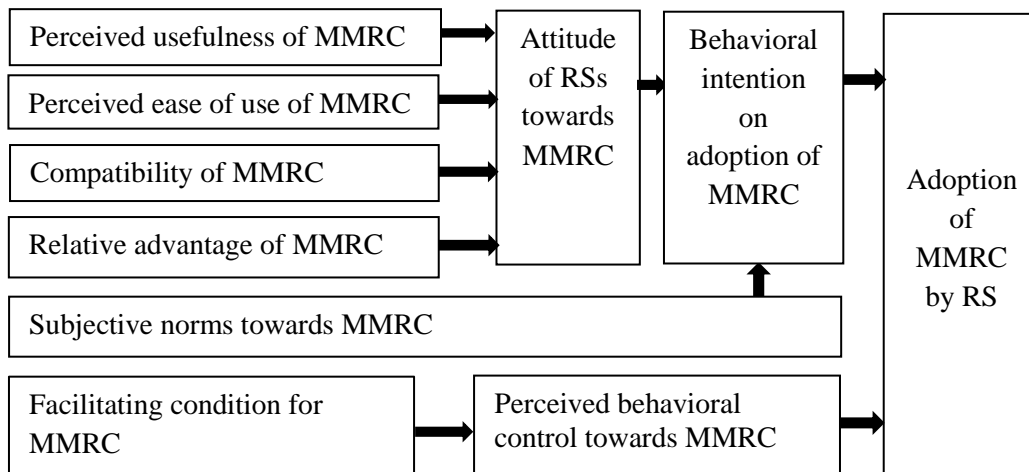 Perceived usefulness of MMRC
Perceived ease of use of MMRC
Compatibility of MMRC
Relative advantage of MMRC
Attitude
of RSs
towards
MMRC
Behavioral
intention
on
adoption of
MMRC
Subjective norms towards MMRC
Facilitating condition for
MMRC
Perceived behavioral
control towards MMRC
Adoption
of
MMRC
by RS